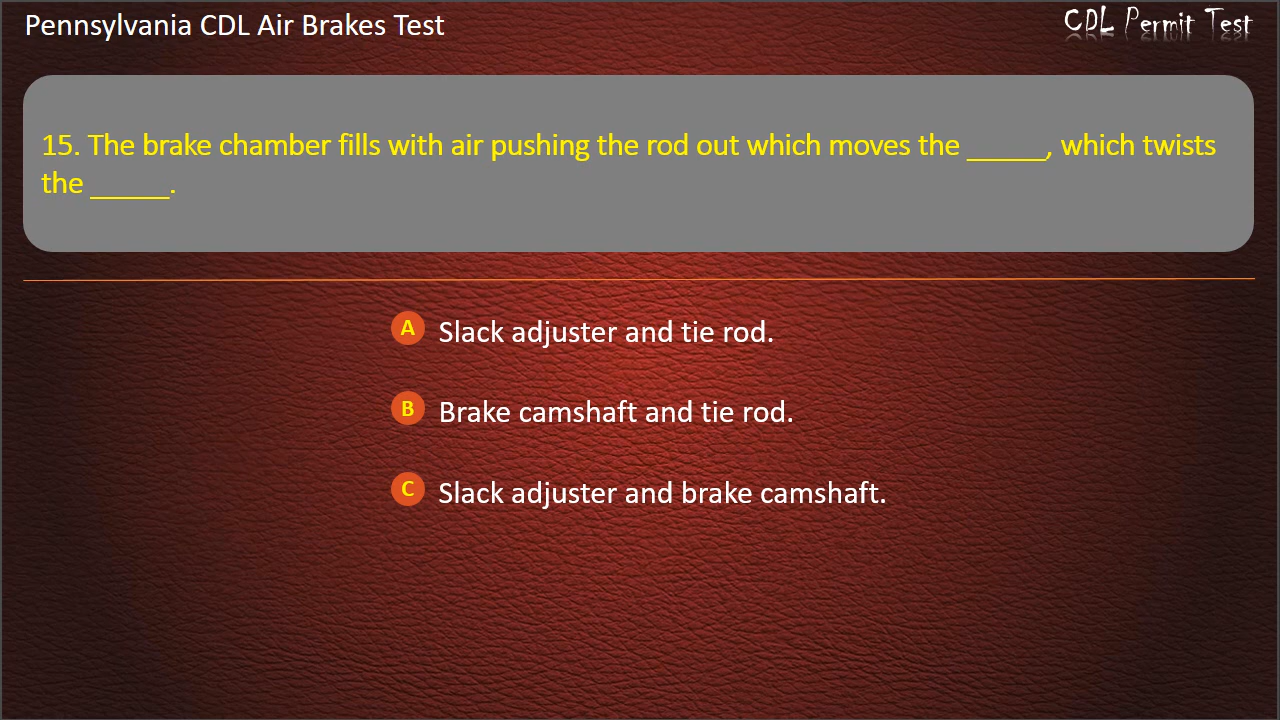 Pennsylvania CDL Air Brakes Test
CDL Permit Test
15. The brake chamber fills with air pushing the rod out which moves the _____, which twists
the _____.
A Slack adjuster and tie rod.
B Brake camshaft and tie rod.
C Slack adjuster and brake camshaft.